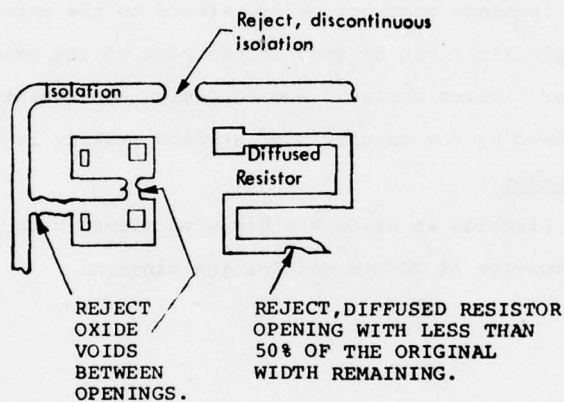 Reject, discontinuous
isolation
Isolation
Diffused
Resistor
REJECT
OXIDE
VOIDS
BETWEEN
OPENINGS.
REJECT,DIFFUSED RESISTOR
OPENING WITH LESS THAN
50% OF THE ORIGINAL
WIDTH REMAINING.